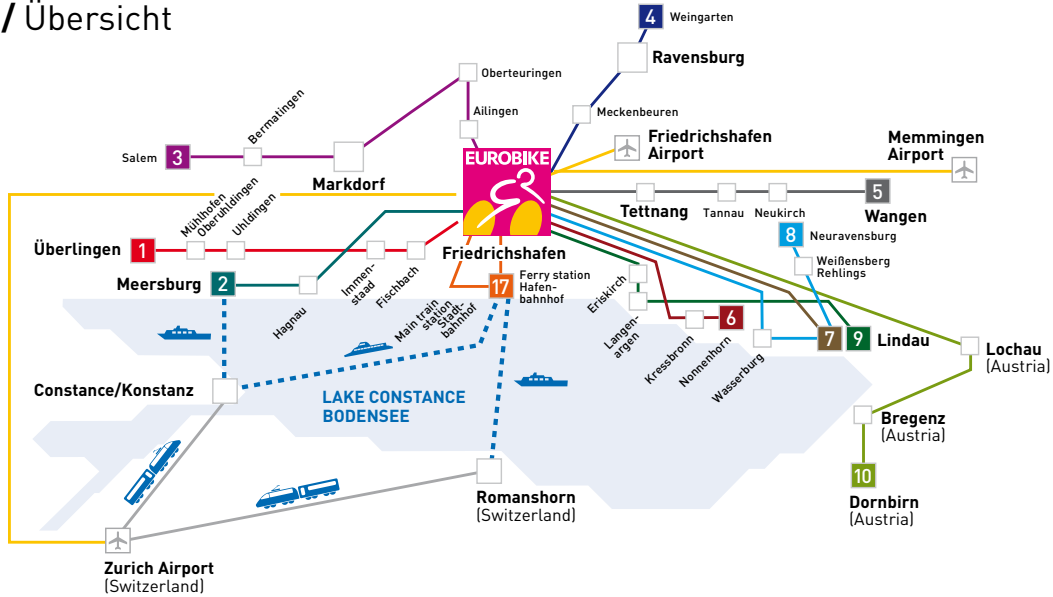 / Übersicht
4 Weingarten
Ravensburg
Oberteuringen
Meckenbeuren
Ailingen
Bermatingen
Salem 3
Markdorf
EUROBIKE
Friedrichshafen
Airport
Memmingen
Airport
5
Wangen
Tettnang
Tannau
Neukirch
8 Neuravensburg
Weißensberg
Rehlings
Mühlhofen
Oberuhldingen
Uhldingen
Überlingen 1
Immen-
staad
Fischbach
Friedrichshafen
Meersburg 2
Hagnau
17
Ferry station
Hafen-
bahnhof
Main train
station
Stadt-
bahnhof
Eriskirch
Langen-
argen
Kressbronn
Nonnenhorn
6
Wasserburg
7
9
Lindau
Lochau
(Austria)
Constance/Konstanz
LAKE CONSTANCE
BODENSEE
Bregenz
(Austria)
10
Dornbirn
(Austria)
Romanshorn
(Switzerland)
Zurich Airport
(Switzerland)